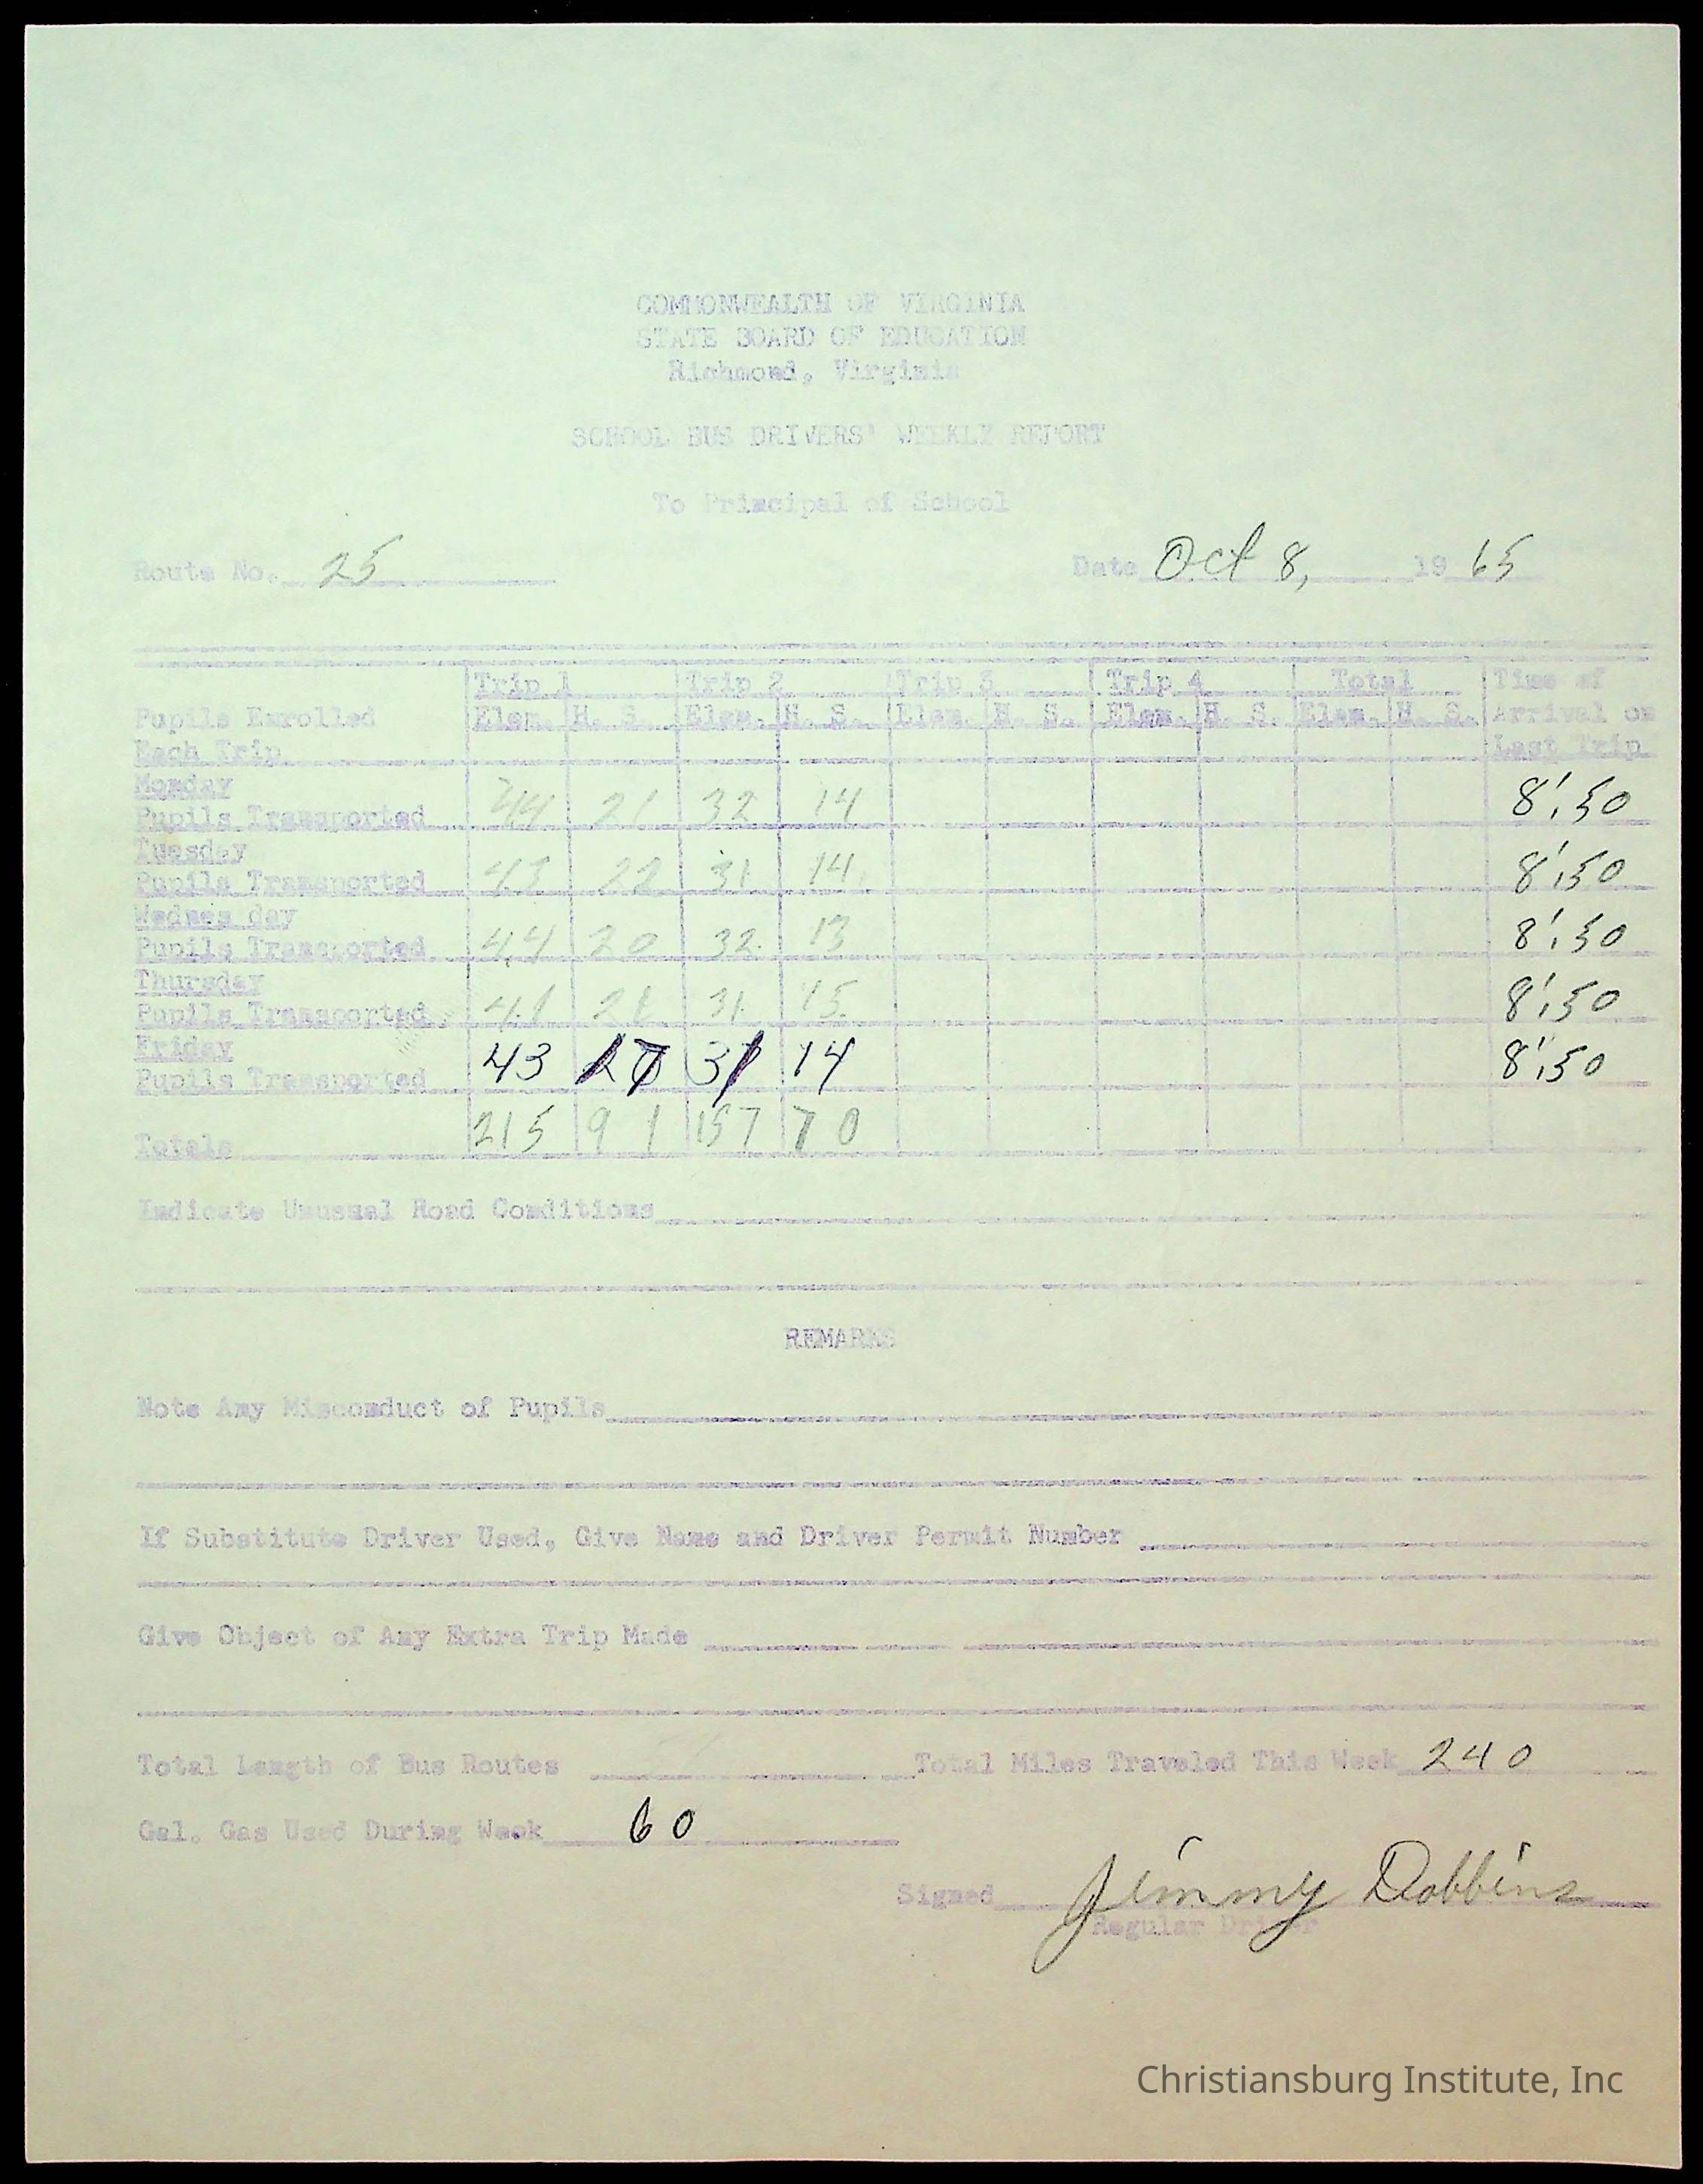 COMMONWEALTH OF VIRGINIA
STATE BOARD OF EDUCATION
Richmond, Virginia
SCHOOL BUS DRIVERS' WEEKLY REPORT
To Principal of School
Route No. 25 Date Oct 8, 19 65
Trip 1 Trip 2 Trip 3 Trip 4 Total Time of
Pupils Enrolled Elem. H. S. Elem. H. S. Elem. H. S. Elem. H. S. Elem. H. S. Arrival on
Each Trip Last Trip
Monday
Pupils Transported 44 21 32 14 8:50
Tuesday
Pupils Transported 43 22 31 14 8:50
Wednesday
Pupils Transported 44 20 32 13 8:50
Thursday
Pupils Transported 41 21 31 15 8:50
Friday
Pupils Transported 43 31 14 8:50
Totals 215 91 157 70
Indicate Unusual Road Conditions
REMARKS
Note Any Misconduct of Pupils
If Substitute Driver Used, Give Name and Driver Permit Number
Give Object of Any Extra Trip Made
Total Length of Bus Routes Total Miles Traveled This Week 240
Gal. Gas Used During Week 60
Signed Jimmy Dobbins
Regular Driver
Christiansburg Institute, Inc